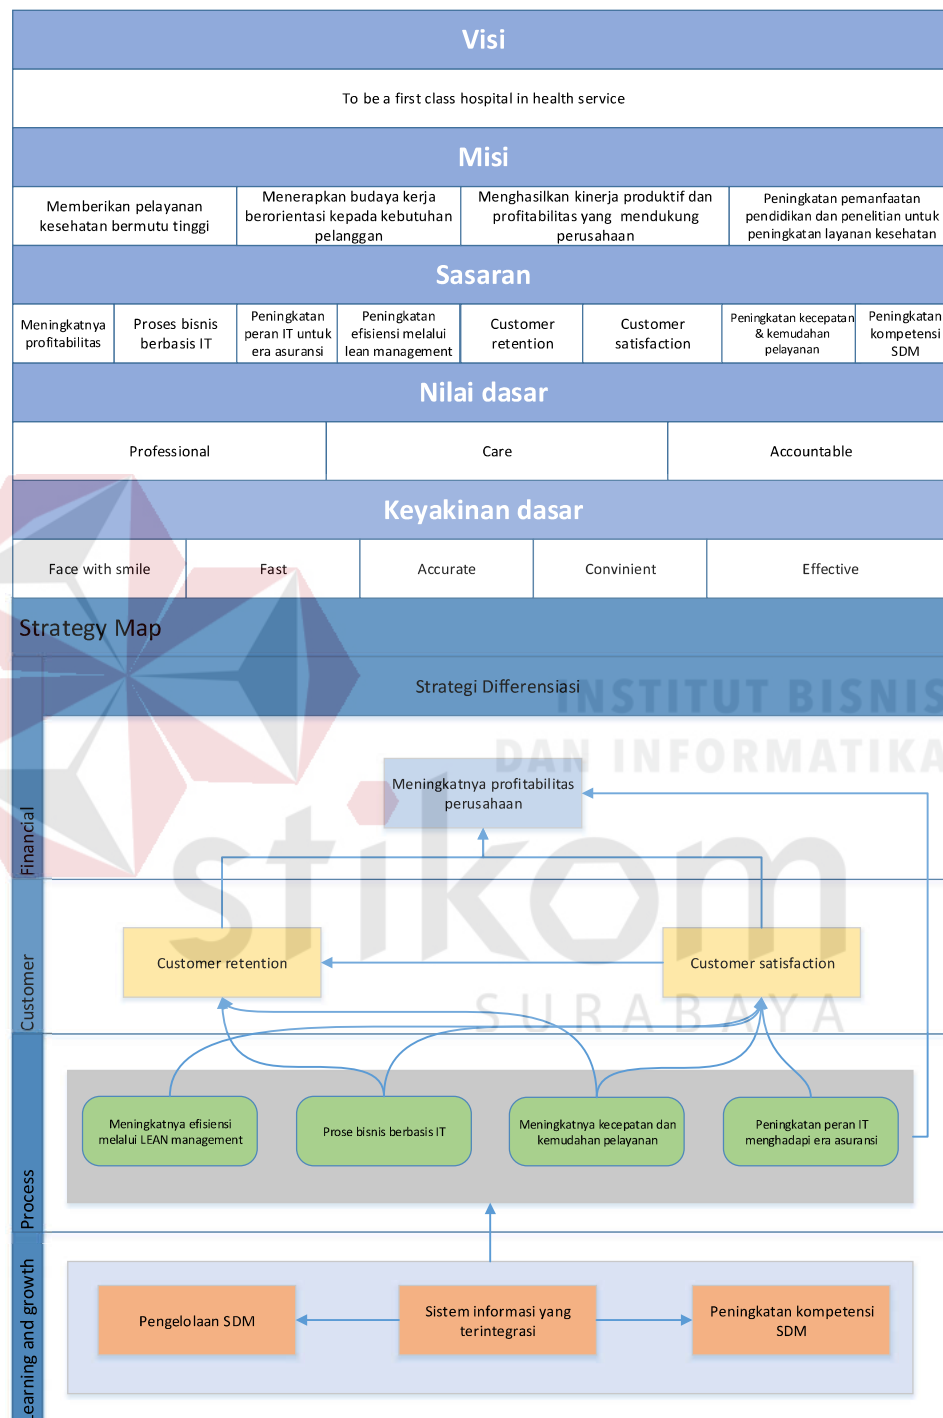 Visi
To be a first class hospital in health service
Misi
Memberikan pelayanan
kesehatan bermutu tinggi
Menerapkan budaya kerja
berorientasi kepada kebutuhan
pelanggan
Menghasilkan kinerja produktif dan
profitabilitas yang mendukung
perusahaan
Peningkatan pemanfaatan
pendidikan dan penelitian untuk
peningkatan layanan kesehatan
Sasaran
Meningkatnya
profitabilitas
Proses bisnis
berbasis IT
Peningkatan
peran IT untuk
era asuransi
Peningkatan
efisiensi melalui
lean management
Customer
retention
Customer
satisfaction
Peningkatan kecepatan
& kemudahan
pelayanan
Peningkatan
kompetensi
SDM
Nilai dasar
Professional
Care
Accountable
Keyakinan dasar
Face with smile
Fast
Accurate
Convinient
Effective
Strategy Map
Strategi Differensiasi
INSTITUT BISNIS
DAN INFORMATIKA
stikom
SURABAYA
Financial
Meningkatnya profitabilitas
perusahaan
Customer
Customer retention
Customer satisfaction
Process
Meningkatnya efisiensi
melalui LEAN management
Prose bisnis berbasis IT
Meningkatnya kecepatan dan
kemudahan pelayanan
Peningkatan peran IT
menghadapi era asuransi
Learning and growth
Pengelolaan SDM
Sistem informasi yang
terintegrasi
Peningkatan kompetensi
SDM